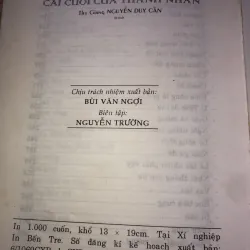 CÁI CƯỜI CỦA THÁNH NHÂN
Thu Giang NGUYỄN DUY CẦN
Chịu trách nhiệm xuất bản:
BÙI VĂN NGỢI
Biên tập:
NGUYỄN TRƯỜNG
In 1.000 cuốn, khổ 13 × 19cm. Tại Xí nghiệp
In Bến Tre. Số đăng kí kế hoạch xuất bản: